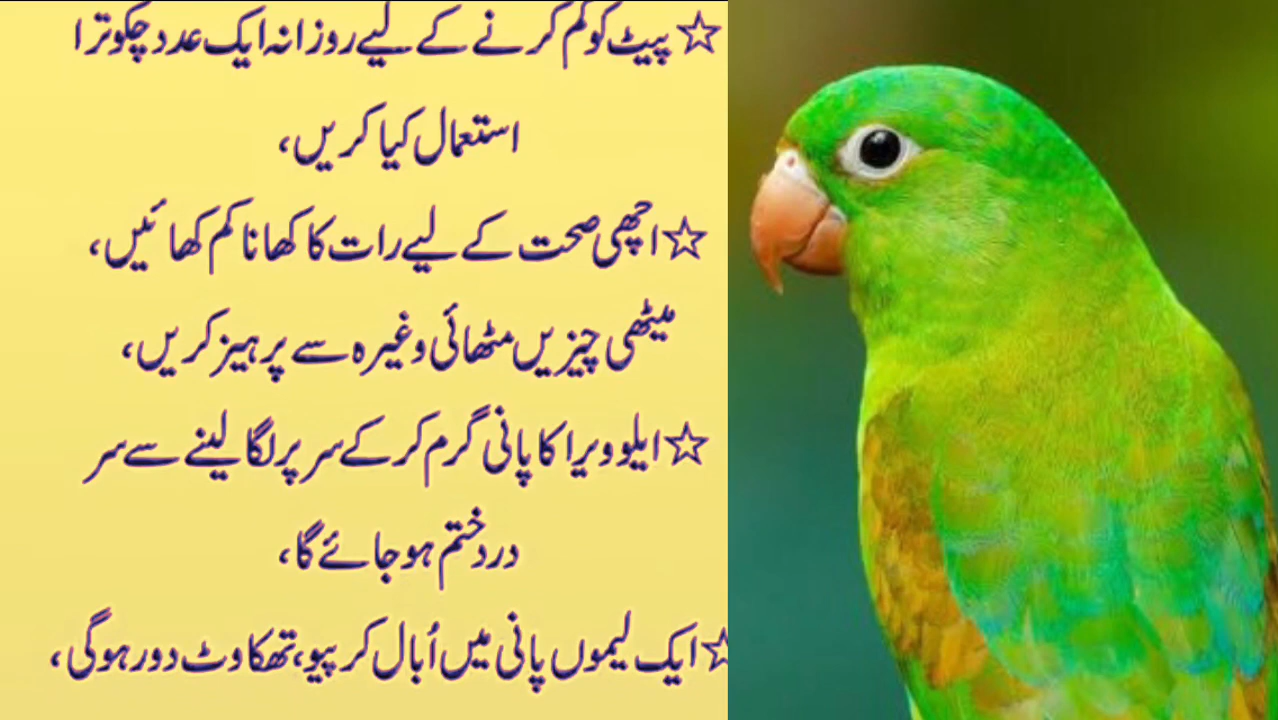 ☆ پیٹ کو کم کرنے کے لیے روزانہ ایک عدد چکوترا
استعمال کیا کریں،
☆ اچھی صحت کے لیے رات کا کھانا کم کھائیں،
میٹھی چیزیں مٹھائی وغیرہ سے پرہیز کریں،
☆ ایلوویرا کا پانی گرم کر کے سر پر لگا لینے سے سر
درد ختم ہو جائے گا،
☆ ایک لیموں پانی میں اُبال کر پیو، تھکاوٹ دور ہوگی،